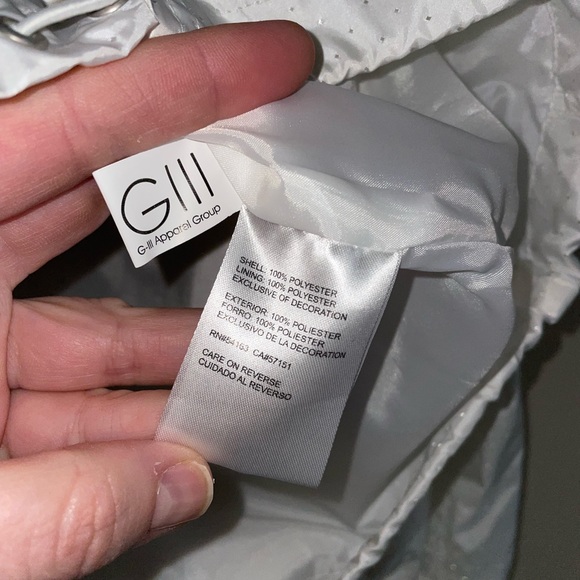 GIII
G-III Apparel Group
SHELL: 100% POLYESTER
LINING: 100% POLYESTER
EXCLUSIVE OF DECORATION
EXTERIOR: 100% POLIESTER
FORRO: 100% POLIESTER
EXCLUSIVO DE LA DECORATION
RN#54163 CA#57151
CARE ON REVERSE
CUIDADO AL REVERSO